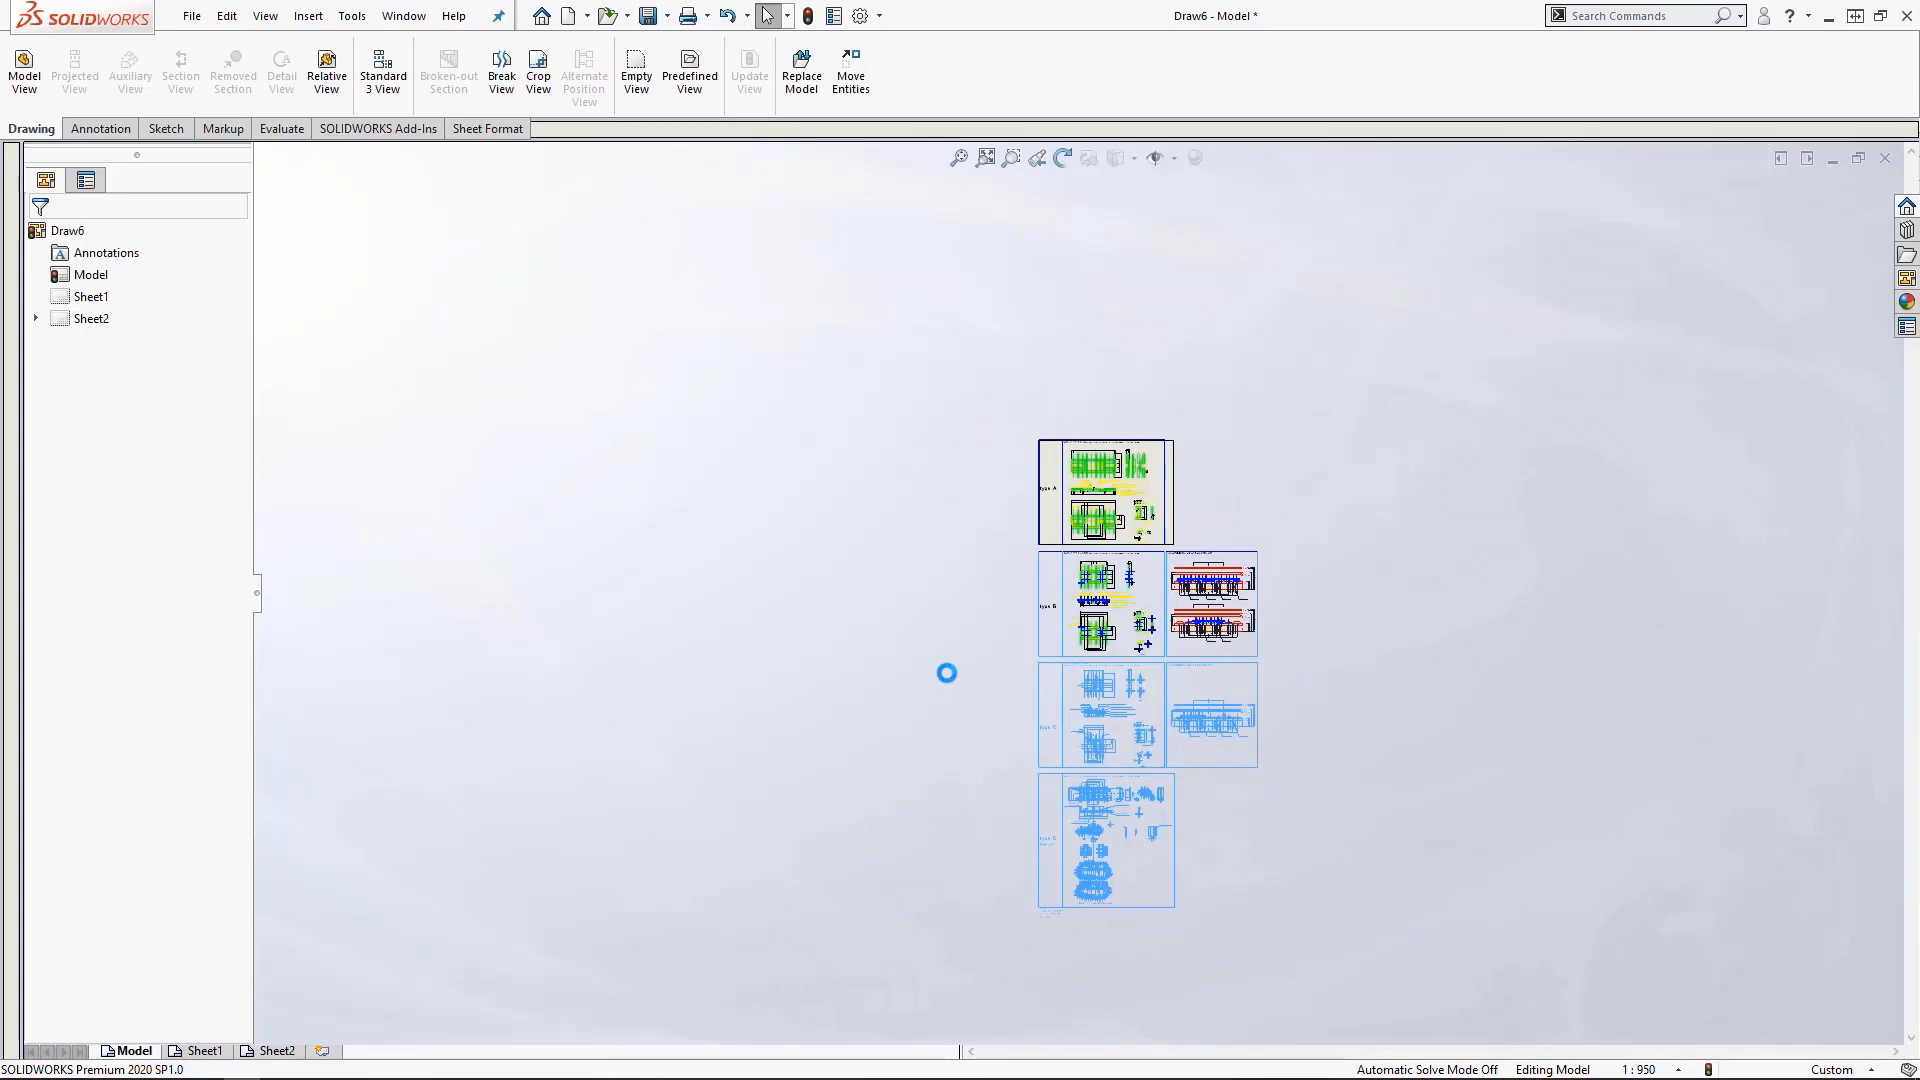 SOLIDWORKS
File Edit View Insert Tools Window Help
Draw6 - Model *
Search Commands
Model View
Projected View
Auxiliary View
Section View
Removed Section
Detail View
Relative View
Standard 3 View
Broken-out Section
Break View
Crop View
Alternate Position View
Empty View
Predefined View
Update View
Replace Model
Move Entities
Drawing Annotation Sketch Markup Evaluate SOLIDWORKS Add-Ins Sheet Format
Draw6
Annotations
Model
Sheet1
Sheet2
type A
type B
type C
Model Sheet1 Sheet2
SOLIDWORKS Premium 2020 SP1.0
Automatic Solve Mode Off Editing Model 1 : 950 Custom